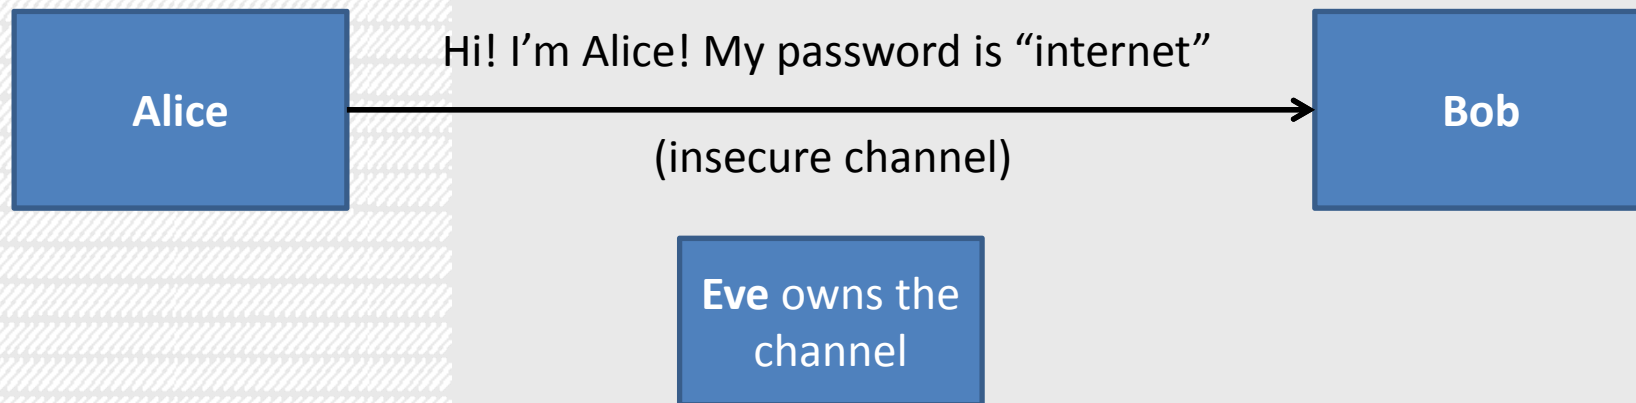 Hi! I’m Alice! My password is “internet”
Alice
Bob
(insecure channel)
Eve owns the
channel